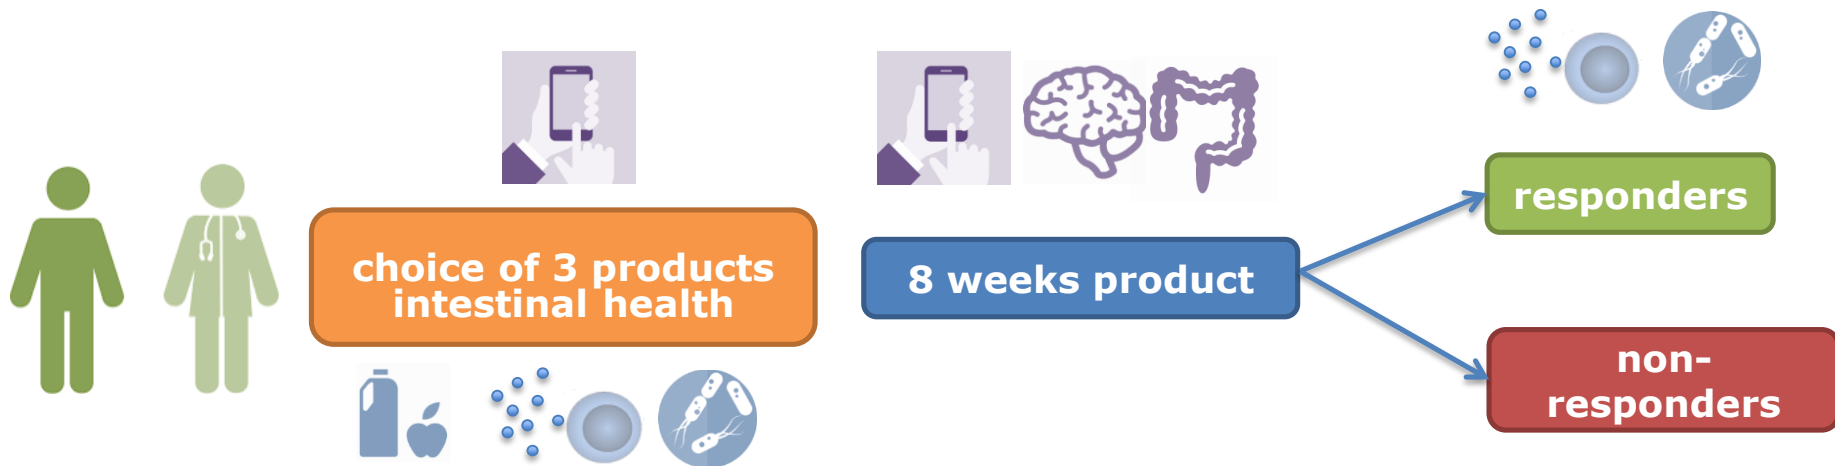 choice of 3 products
intestinal health
8 weeks product
responders
non-
responders